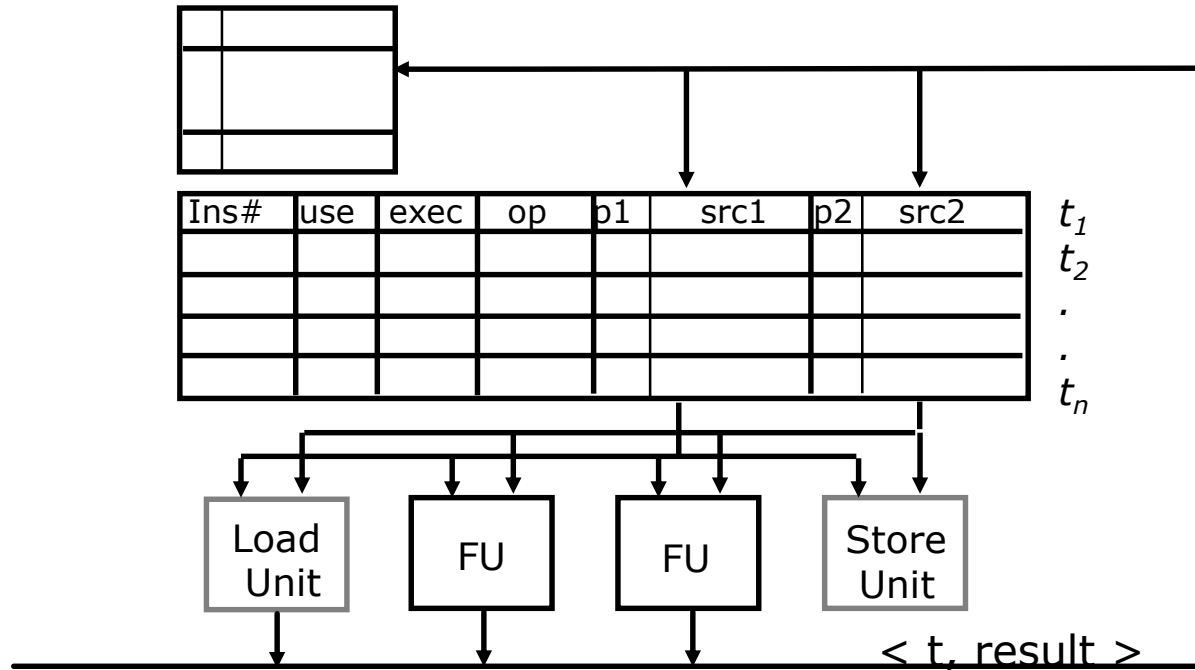 Ins# use exec op p1 src1 p2 src2 t1
t2
.
.
tn
Load Unit
FU
FU
Store Unit
< t, result >